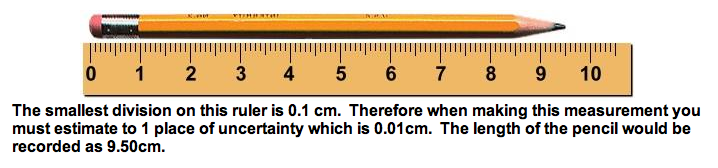 0 1 2 3 4 5 6 7 8 9 10
The smallest division on this ruler is 0.1 cm. Therefore when making this measurement you
must estimate to 1 place of uncertainty which is 0.01cm. The length of the pencil would be
recorded as 9.50cm.